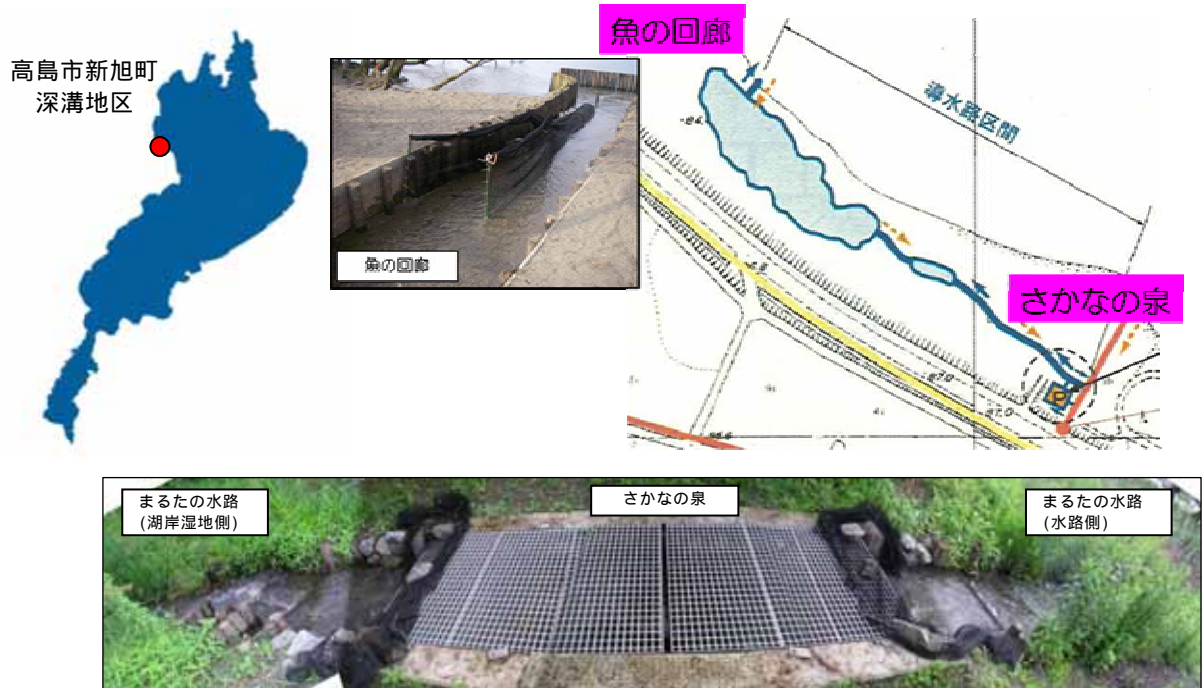 高島市新旭町
深溝地区
魚の回廊
魚の回廊
導水路区間
さかなの泉
P
まるたの水路
(湖岸湿地側)
さかなの泉
まるたの水路
(水路側)